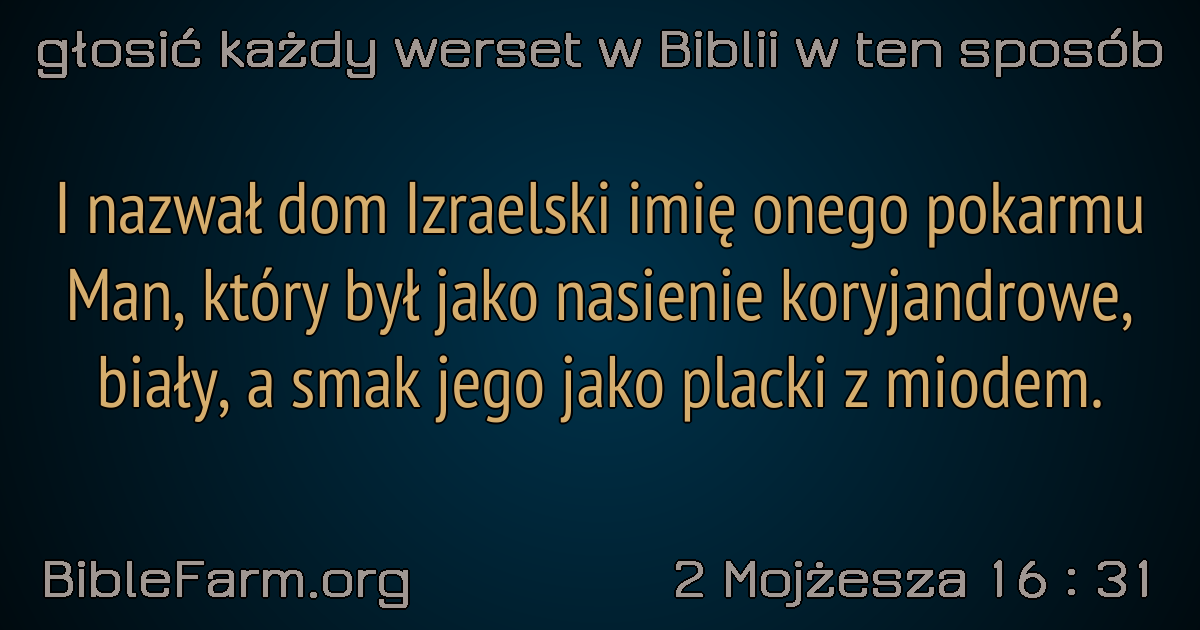 głosić każdy werset w Biblii w ten sposób
I nazwał dom Izraelski imię onego pokarmu
Man, który był jako nasienie koryjandrowe,
biały, a smak jego jako placki z miodem.
BibleFarm.org
2 Mojżesza 16 : 31